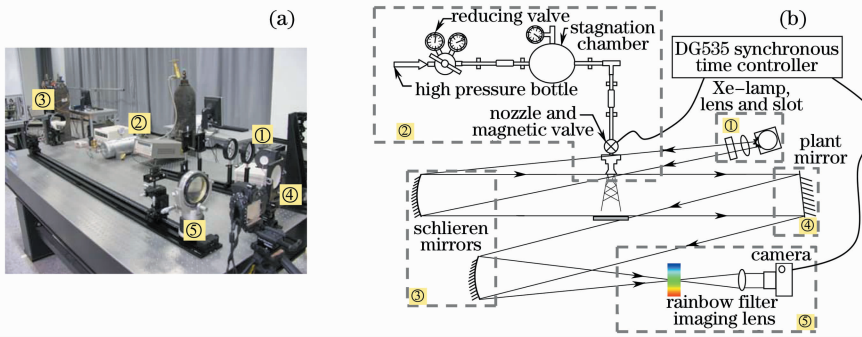 (a)
③
②
①
④
⑤
(b)
reducing valve
stagnation
chamber
DG535 synchronous
time controller
high pressure bottle
Xe-lamp,
lens and slot
nozzle and
magnetic valve
②
①
plant
mirror
schlieren
mirrors
④
camera
③
rainbow filter
imaging lens
⑤